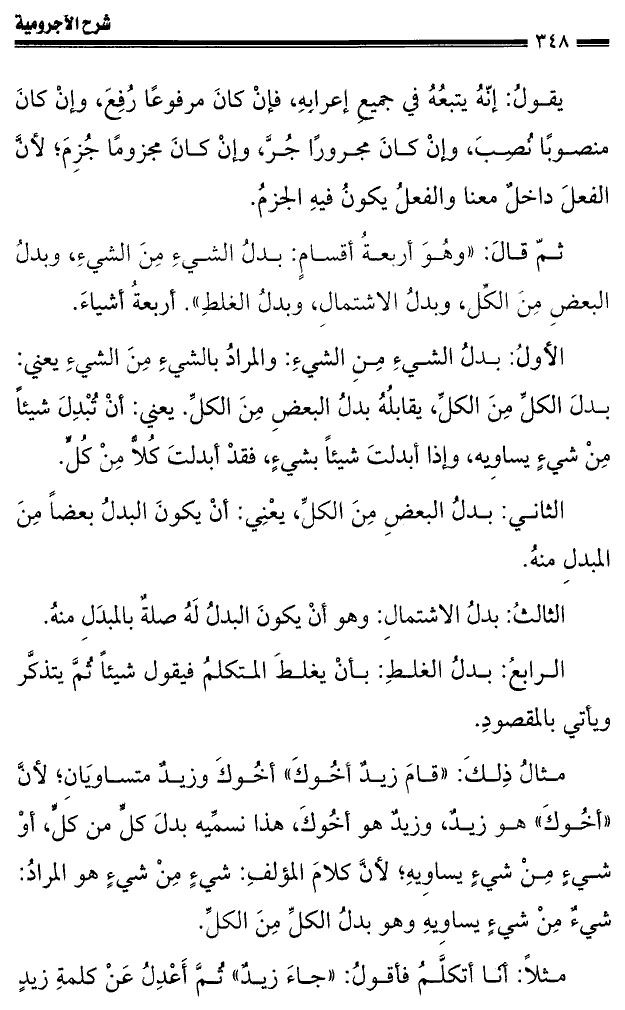 شرح الآجرومية
٣٤٨
يقولُ: إنّهُ يتبعُهُ في جميعِ إعرابِهِ، فإنْ كانَ مرفوعًا رُفِعَ، وإنْ كانَ
منصوبًا نُصِبَ، وإنْ كانَ مجرورًا جُرَّ، وإنْ كانَ مجزومًا جُزِمَ؛ لأنَّ
الفعلَ داخلٌ معنا والفعلُ يكونُ فيهِ الجزمُ.
ثمّ قالَ: «وهُوَ أربعةُ أقسامٍ: بدلُ الشيءِ مِنَ الشيءِ، وبدلُ
البعضِ مِنَ الكِّل، وبدلُ الاشتمالِ، وبدلُ الغلطِ». أربعةُ أشياءَ.
الأولُ: بدلُ الشيءِ مِنِ الشيءِ: والمرادُ بالشيءِ مِنَ الشيءِ يعني:
بدلَ الكلِّ مِنَ الكلِّ، يقابلُهُ بدلُ البعضِ مِنَ الكلِّ. يعني: أنْ تُبْدِلَ شيئاً
مِنْ شيءٍ يساويه، وإذا أبدلتَ شيئاً بشيءٍ، فقدْ أبدلتَ كُلاًّ مِنْ كُلٍّ.
الثاني: بدلُ البعضِ مِنَ الكلِّ، يعْنِي: أنْ يكونَ البدلُ بعضاً مِنَ
المبدلِ منهُ.
الثالثُ: بدلُ الاشتمالِ: وهو أنْ يكونَ البدلُ لَهُ صلةٌ بالمبدَلِ منهُ.
الرابعُ: بدلُ الغلطِ: بأنْ يغلطَ المتكلمُ فيقول شيئاً ثُمَّ يتذكَّر
ويأتي بالمقصودِ.
مثالُ ذلكَ: «قامَ زيدٌ أخُوكَ» أخُوكَ وزيدٌ متساويَانِ؛ لأنَّ
«أخُوكَ» هو زيدٌ، وزيدٌ هو أخُوكَ، هذا نسمِّيه بدلَ كلٍّ من كلٍّ، أوْ
شيءٍ مِنْ شيءٍ يساويهِ؛ لأنَّ كلامَ المؤلفِ: شيءٍ مِنْ شيءٍ هو المرادُ:
شيءٌ مِنْ شيءٍ يساويهِ وهو بدلُ الكلِّ مِنَ الكلِّ.
مثلاً: أنا أتكلَّمُ فأقولُ: «جاءَ زيدٌ» ثُمَّ أَعْدِلُ عَنْ كلمةِ زيدٍ